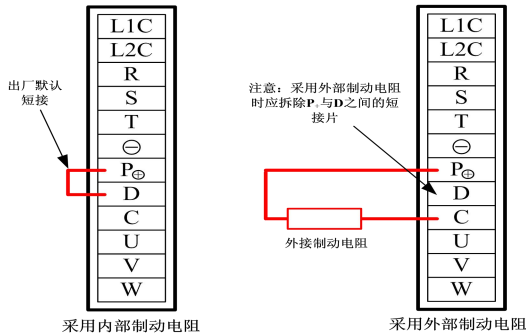 出厂默认
短接
L1C
L2C
R
S
T
⊖
P⊕
D
C
U
V
W
采用内部制动电阻
注意：采用外部制动电阻
时应拆除P⊕与D之间的短
接片
外接制动电阻
L1C
L2C
R
S
T
⊖
P⊕
D
C
U
V
W
采用外部制动电阻